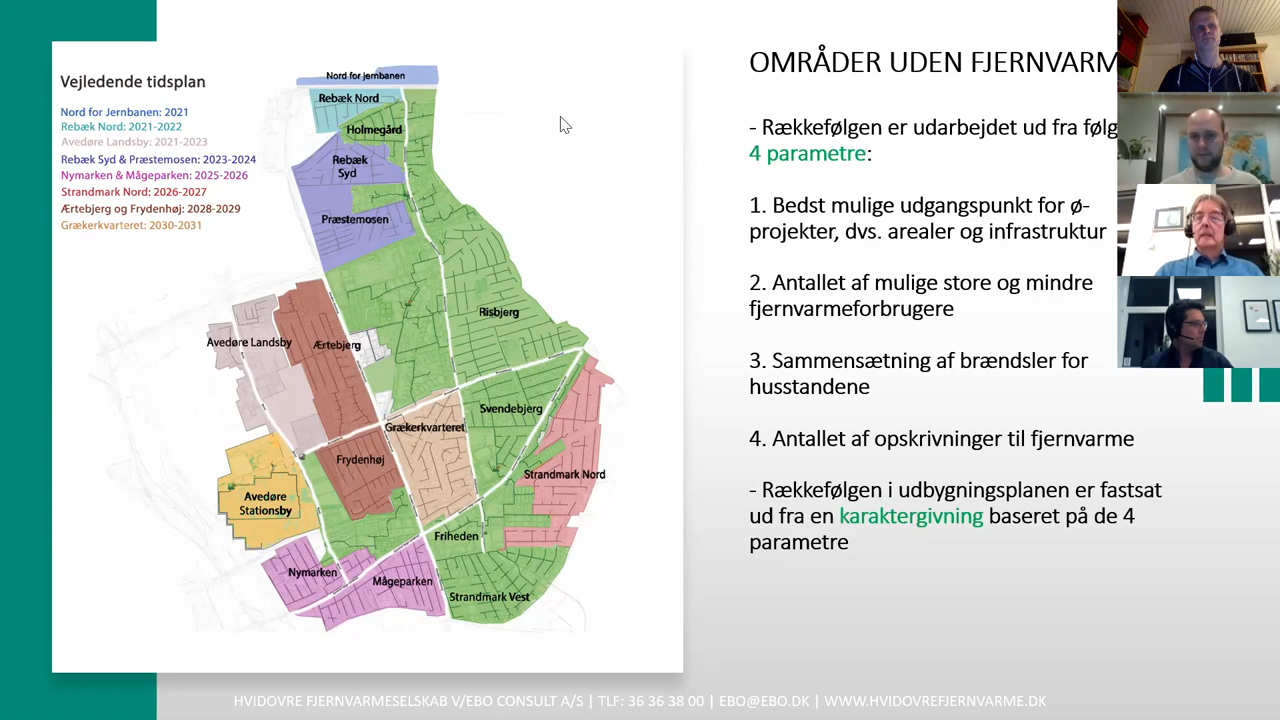 Vejledende tidsplan
Nord for Jernbanen: 2021
Rebæk Nord: 2021-2022
Avedøre Landsby: 2021-2023
Rebæk Syd & Præstemosen: 2023-2024
Nymarken & Mågeparken: 2025-2026
Strandmark Nord: 2026-2027
Ærtebjerg og Frydenhøj: 2028-2029
Grækerkvarteret: 2030-2031
Nord for jernbanen
Rebæk Nord
Holmegård
Rebæk
Syd
Præstemosen
Risbjerg
Avedøre Landsby
Ærtebjerg
Svendebjerg
Grækerkvarteret
Frydenhøj
Strandmark Nord
Avedøre
Stationsby
Friheden
Nymarken
Mågeparken
Strandmark Vest
OMRÅDER UDEN FJERNVARM
- Rækkefølgen er udarbejdet ud fra følg
4 parametre:
1. Bedst mulige udgangspunkt for ø-
projekter, dvs. arealer og infrastruktur
2. Antallet af mulige store og mindre
fjernvarmeforbrugere
3. Sammensætning af brændsler for
husstandene
4. Antallet af opskrivninger til fjernvarme
- Rækkefølgen i udbygningsplanen er fastsat
ud fra en karaktergivning baseret på de 4
parametre
HVIDOVRE FJERNVARMESELSKAB V/EBO CONSULT A/S | TLF: 36 36 38 00 | EBO@EBO.DK | WWW.HVIDOVREFJERNVARME.DK